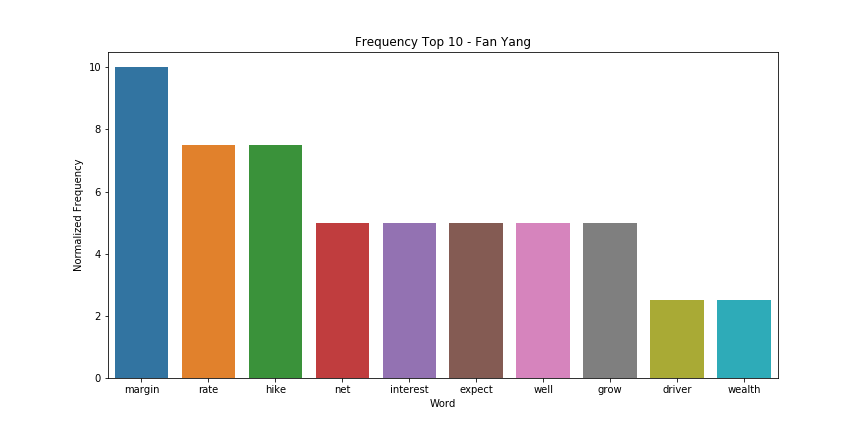 Frequency Top 10 - Fan Yang
Normalized Frequency
10
8
6
4
2
0
margin rate hike net interest expect well grow driver wealth
Word